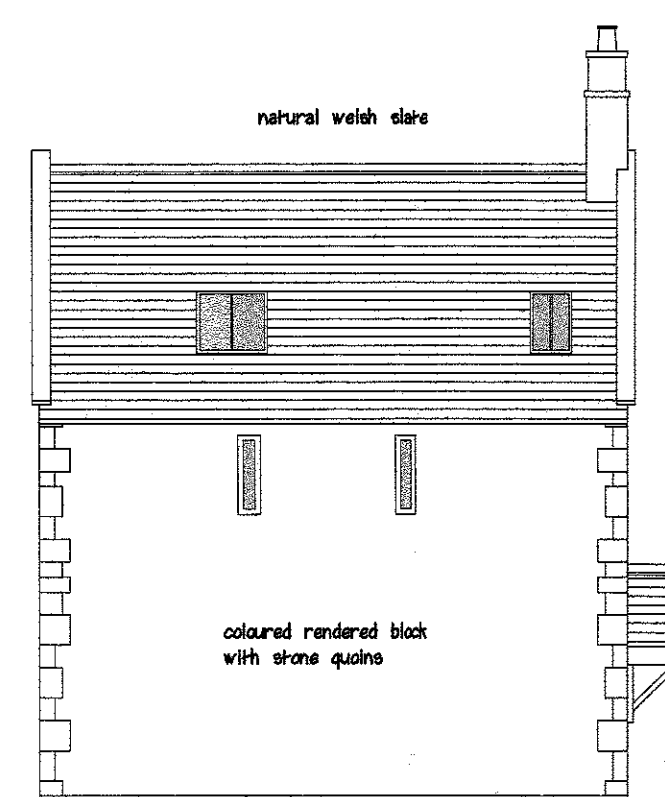 natural welsh slate
coloured rendered block
with stone quoins